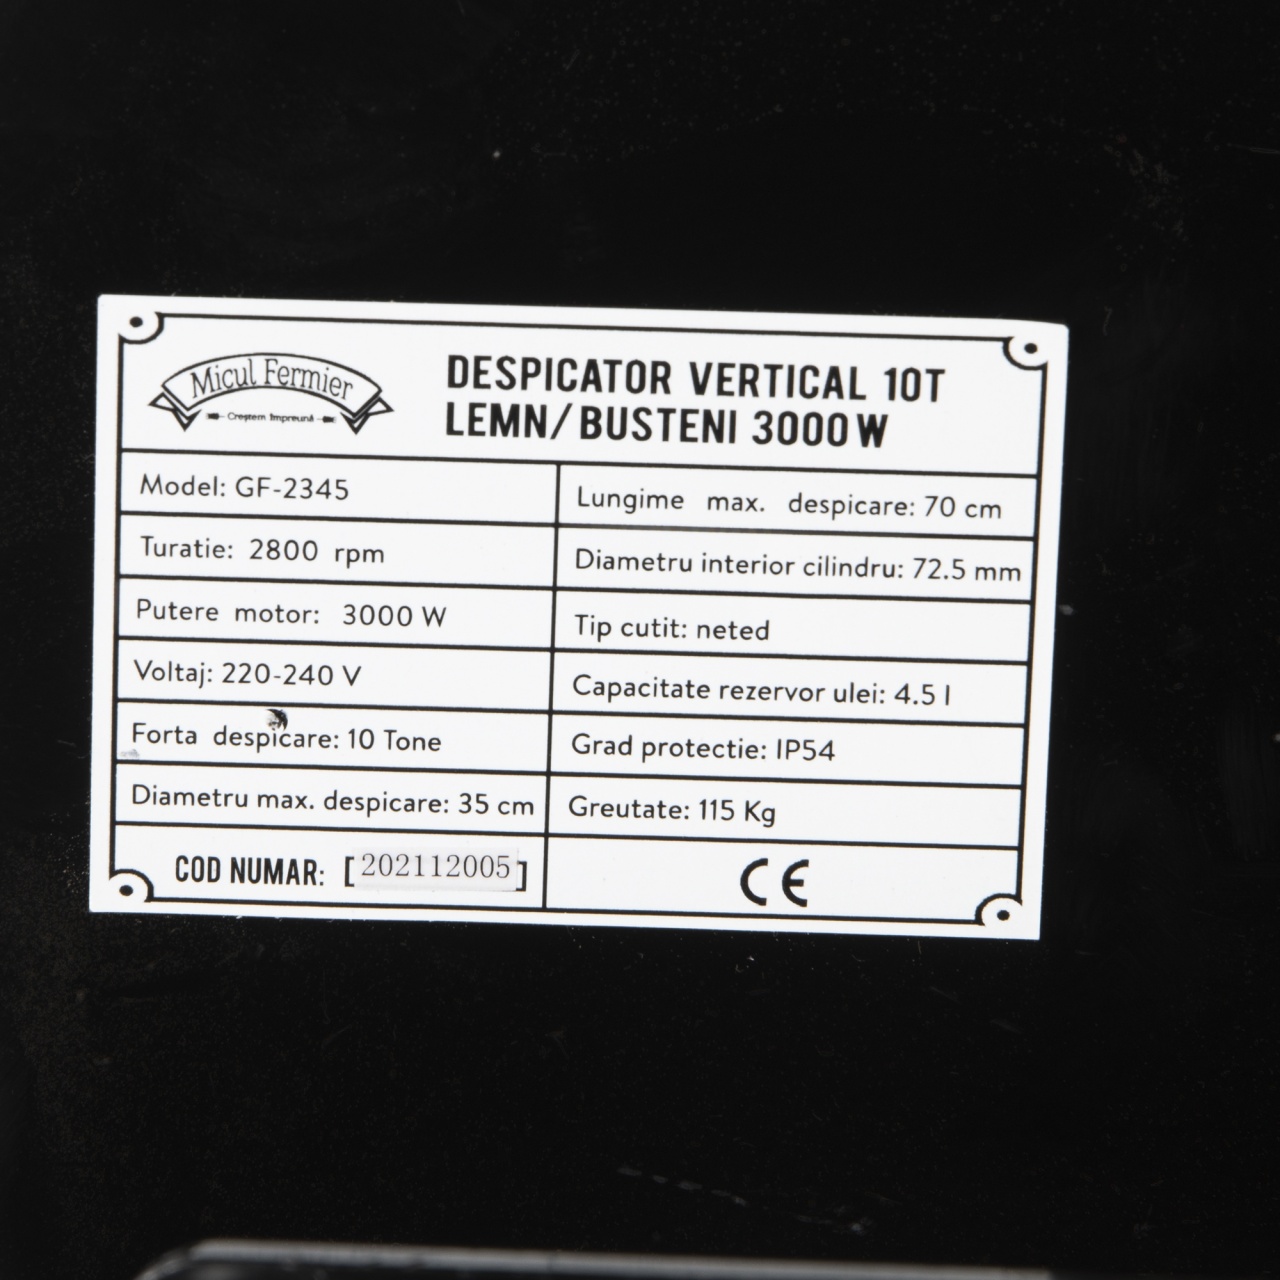 Micul Fermier
Creștem împreună
DESPICATOR VERTICAL 10T
LEMN/BUSTENI 3000 W
Model: GF-2345
Lungime max. despicare: 70 cm
Turatie: 2800 rpm
Diametru interior cilindru: 72.5 mm
Putere motor: 3000 W
Tip cutit: neted
Voltaj: 220-240 V
Capacitate rezervor ulei: 4.5 l
Forta despicare: 10 Tone
Grad protectie: IP54
Diametru max. despicare: 35 cm
Greutate: 115 Kg
COD NUMAR: [202112005]
CE